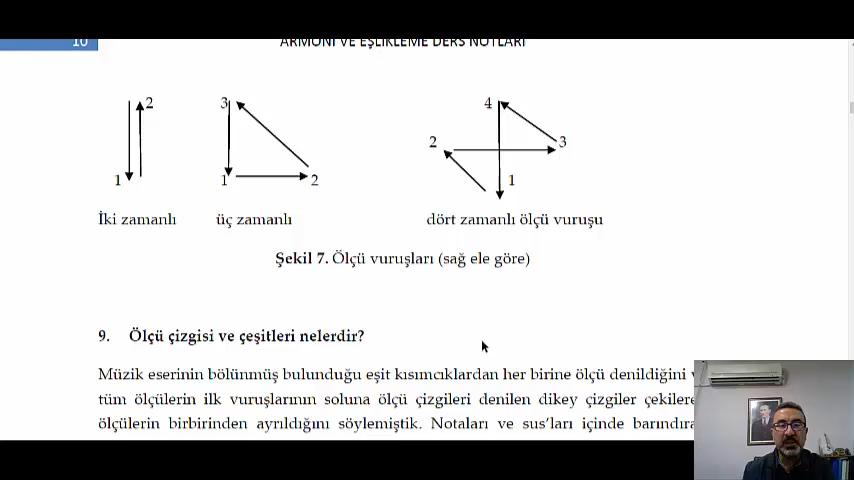 10 ARMONİ VE EŞLİKLEME DERS NOTLARI
2 3 4
2 3
1 1 2 1
İki zamanlı üç zamanlı dört zamanlı ölçü vuruşu
Şekil 7. Ölçü vuruşları (sağ ele göre)
9. Ölçü çizgisi ve çeşitleri nelerdir?
Müzik eserinin bölünmüş bulunduğu eşit kısımcıklardan her birine ölçü denildiğini
tüm ölçülerin ilk vuruşlarının soluna ölçü çizgileri denilen dikey çizgiler
ölçülerin birbirinden ayrıldığını söylemiştik. Notaları ve sus'ları içinde